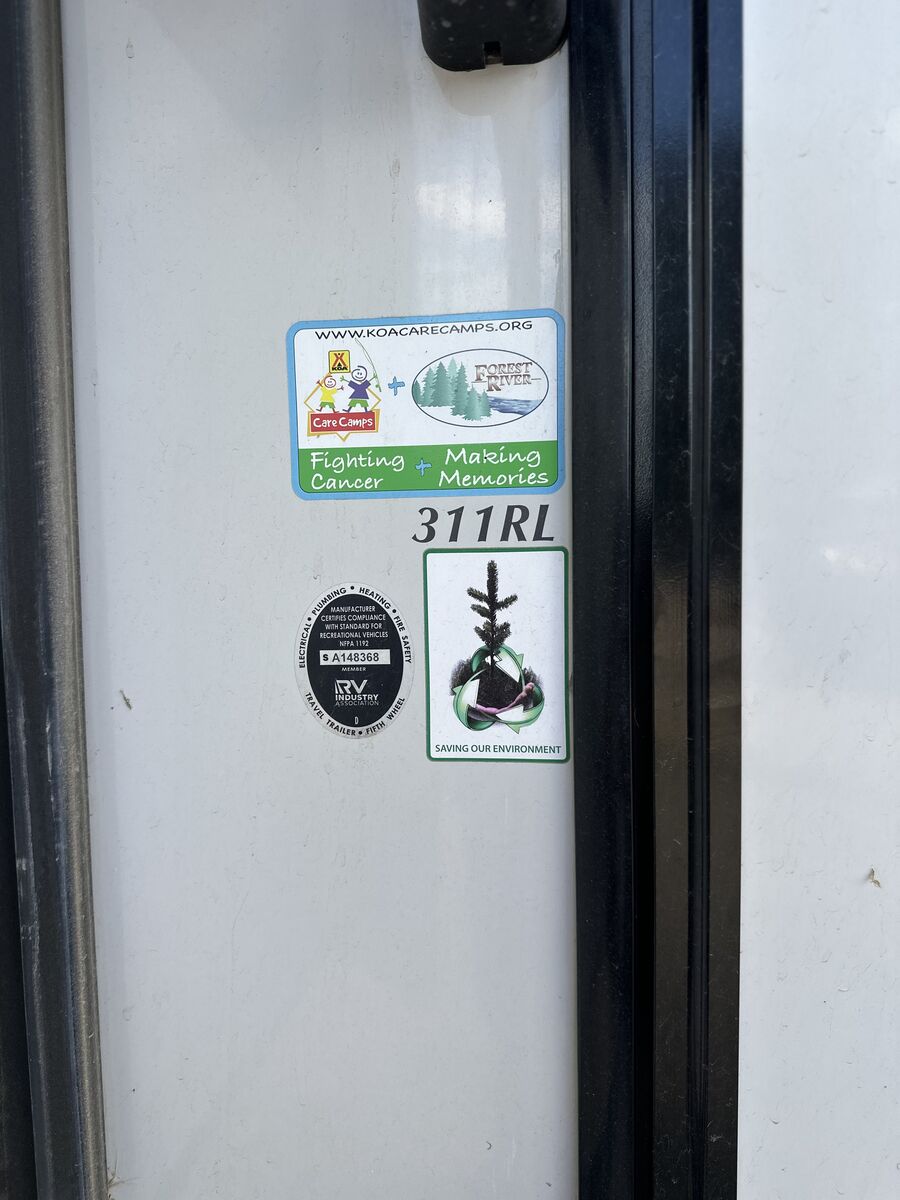 WWW.KOACARECAMPS.ORG
KOA
Care Camps
+
FOREST
RIVER
Fighting
Cancer
+
Making
Memories
311RL
ELECTRICAL • PLUMBING • HEATING • FIRE SAFETY
MANUFACTURER
CERTIFIES COMPLIANCE
WITH STANDARD FOR
RECREATIONAL VEHICLES
NFPA 1192
S A148368
MEMBER
RV
INDUSTRY
ASSOCIATION
D
TRAVEL TRAILER • FIFTH WHEEL
SAVING OUR ENVIRONMENT